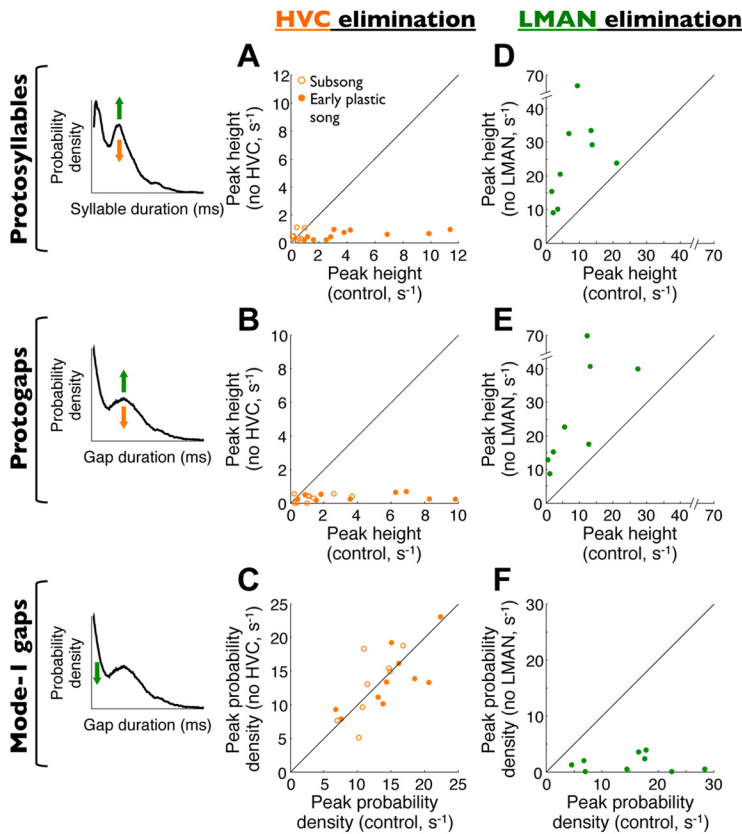 HVC elimination
LMAN elimination
Protosyllables
Probability
density
Syllable duration (ms)
A
Peak height
(no HVC, s-1)
12
10
8
6
4
2
0
Subsong
Early plastic
song
0 2 4 6 8 10 12
Peak height
(control, s-1)
D
Peak height
(no LMAN, s-1)
70
40
30
20
10
0
0 10 20 30 40 70
Peak height
(control, s-1)
Protogaps
Probability
density
Gap duration (ms)
B
Peak height
(no HVC, s-1)
10
8
6
4
2
0
0 2 4 6 8 10
Peak height
(control, s-1)
E
Peak height
(no LMAN, s-1)
70
40
30
20
10
0
0 10 20 30 40 70
Peak height
(control, s-1)
Mode-I gaps
Probability
density
Gap duration (ms)
C
Peak probability
density (no HVC, s-1)
25
20
15
10
5
0
0 5 10 15 20 25
Peak probability
density (control, s-1)
F
Peak probability
density (no LMAN, s-1)
30
20
10
0
0 10 20 30
Peak probability
density (control, s-1)